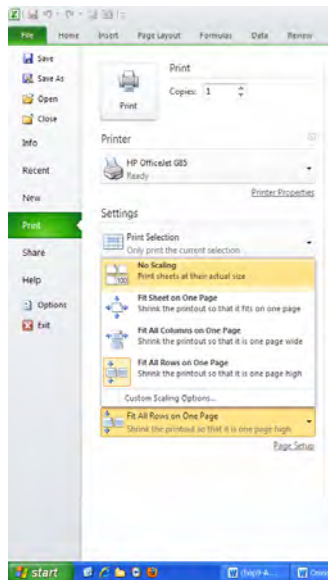 File Home Insert Page Layout Formulas Data Review
Save
Save As
Open
Close
Info
Recent
New
Print
Share
Help
Options
Exit
Print
Print
Copies: 1
Printer
HP OfficeJet G85
Ready
Printer Properties
Settings
Print Selection
Only print the current selection
No Scaling
Print sheets at their actual size
100
Fit Sheet on One Page
Shrink the printout so that it fits on one page
Fit All Columns on One Page
Shrink the printout so that it is one page wide
Fit All Rows on One Page
Shrink the printout so that it is one page high
Custom Scaling Options...
Fit All Rows on One Page
Shrink the printout so that it is one page high
Page Setup
start